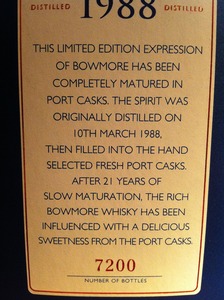 1988
DISTILLED DISTILLED
THIS LIMITED EDITION EXPRESSION
OF BOWMORE HAS BEEN
COMPLETELY MATURED IN
PORT CASKS. THE SPIRIT WAS
ORIGINALLY DISTILLED ON
10TH MARCH 1988,
THEN FILLED INTO THE HAND
SELECTED FRESH PORT CASKS.
AFTER 21 YEARS OF
SLOW MATURATION, THE RICH
BOWMORE WHISKY HAS BEEN
INFLUENCED WITH A DELICIOUS
SWEETNESS FROM THE PORT CASKS.
7200
NUMBER OF BOTTLES